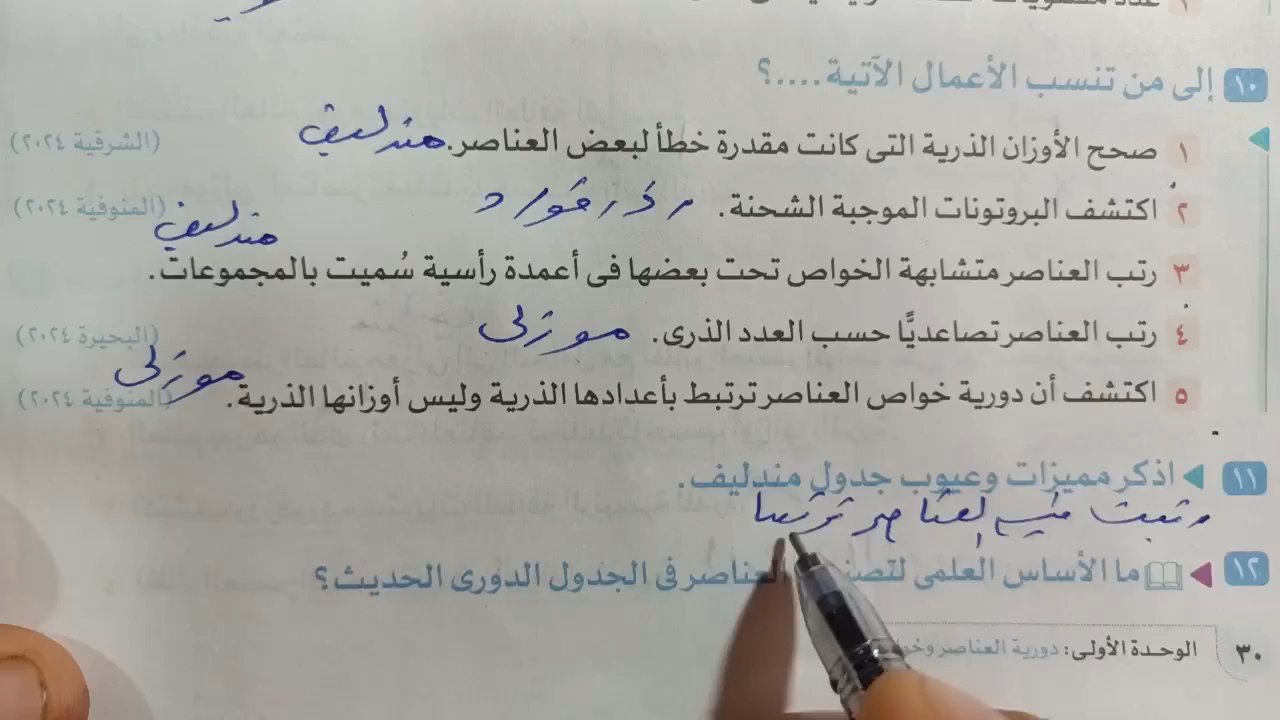 ١٠ إلى من تنسب الأعمال الآتية....؟
١ صحح الأوزان الذرية التى كانت مقدرة خطأ لبعض العناصر. مندليف (الشرقية ٢٠٢٤)
٢ اكتشف البروتونات الموجبة الشحنة. رذرفورد (المنوفية ٢٠٢٤)
مندليف
٣ رتب العناصر متشابهة الخواص تحت بعضها فى أعمدة رأسية سُميت بالمجموعات.
٤ رتب العناصر تصاعديًّا حسب العدد الذرى. موزلى (البحيرة ٢٠٢٤)
٥ اكتشف أن دورية خواص العناصر ترتبط بأعدادها الذرية وليس أوزانها الذرية. موزلى (المنوفية ٢٠٢٤)
١١ اذكر مميزات وعيوب جدول مندليف.
رتبت فيه العناصر ترتيبا
١٢ ما الأساس العلمى العناصر فى الجدول الدورى الحديث؟
٣٠ الوحدة الأولى: دورية العناصر